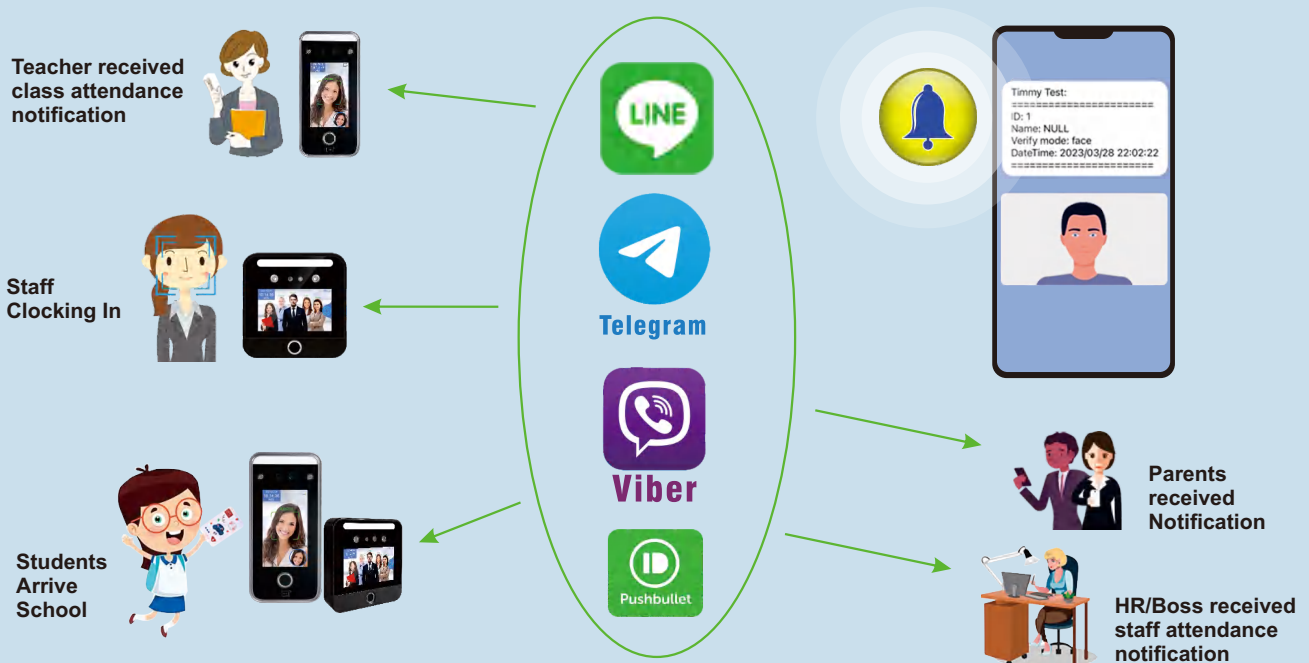 Teacher received
class attendance
notification
Staff
Clocking In
Students
Arrive
School
LINE
Telegram
Viber
Pushbullet
Timmy Test:
=======================
ID: 1
Name: NULL
Verify mode: face
DateTime: 2023/03/28 22:02:22
=======================
Parents
received
Notification
HR/Boss received
staff attendance
notification